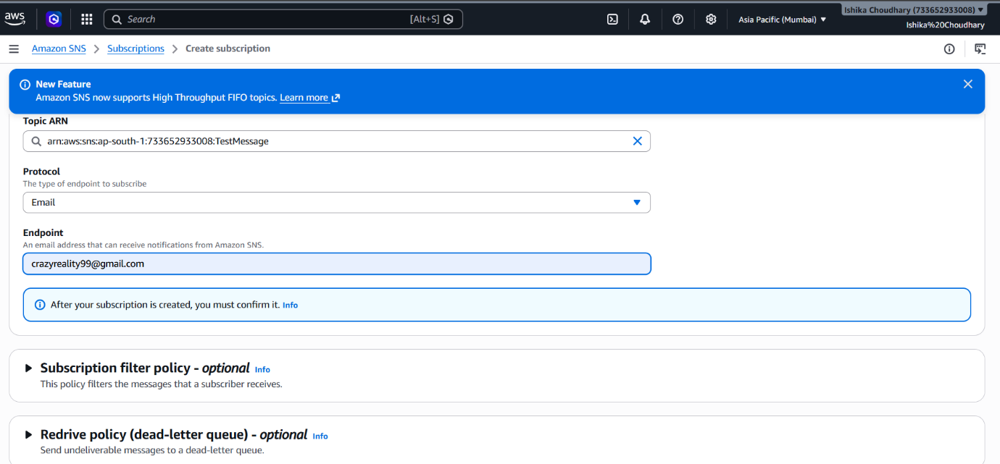 aws
Search
[Alt+S]
Asia Pacific (Mumbai)
Ishika Choudhary (733652933008)
Ishika%20Choudhary
Amazon SNS
Subscriptions
Create subscription
New Feature
Amazon SNS now supports High Throughput FIFO topics. Learn more
Topic ARN
arn:aws:sns:ap-south-1:733652933008:TestMessage
Protocol
The type of endpoint to subscribe
Email
Endpoint
An email address that can receive notifications from Amazon SNS.
crazyreality99@gmail.com
After your subscription is created, you must confirm it. Info
Subscription filter policy - optional Info
This policy filters the messages that a subscriber receives.
Redrive policy (dead-letter queue) - optional Info
Send undeliverable messages to a dead-letter queue.